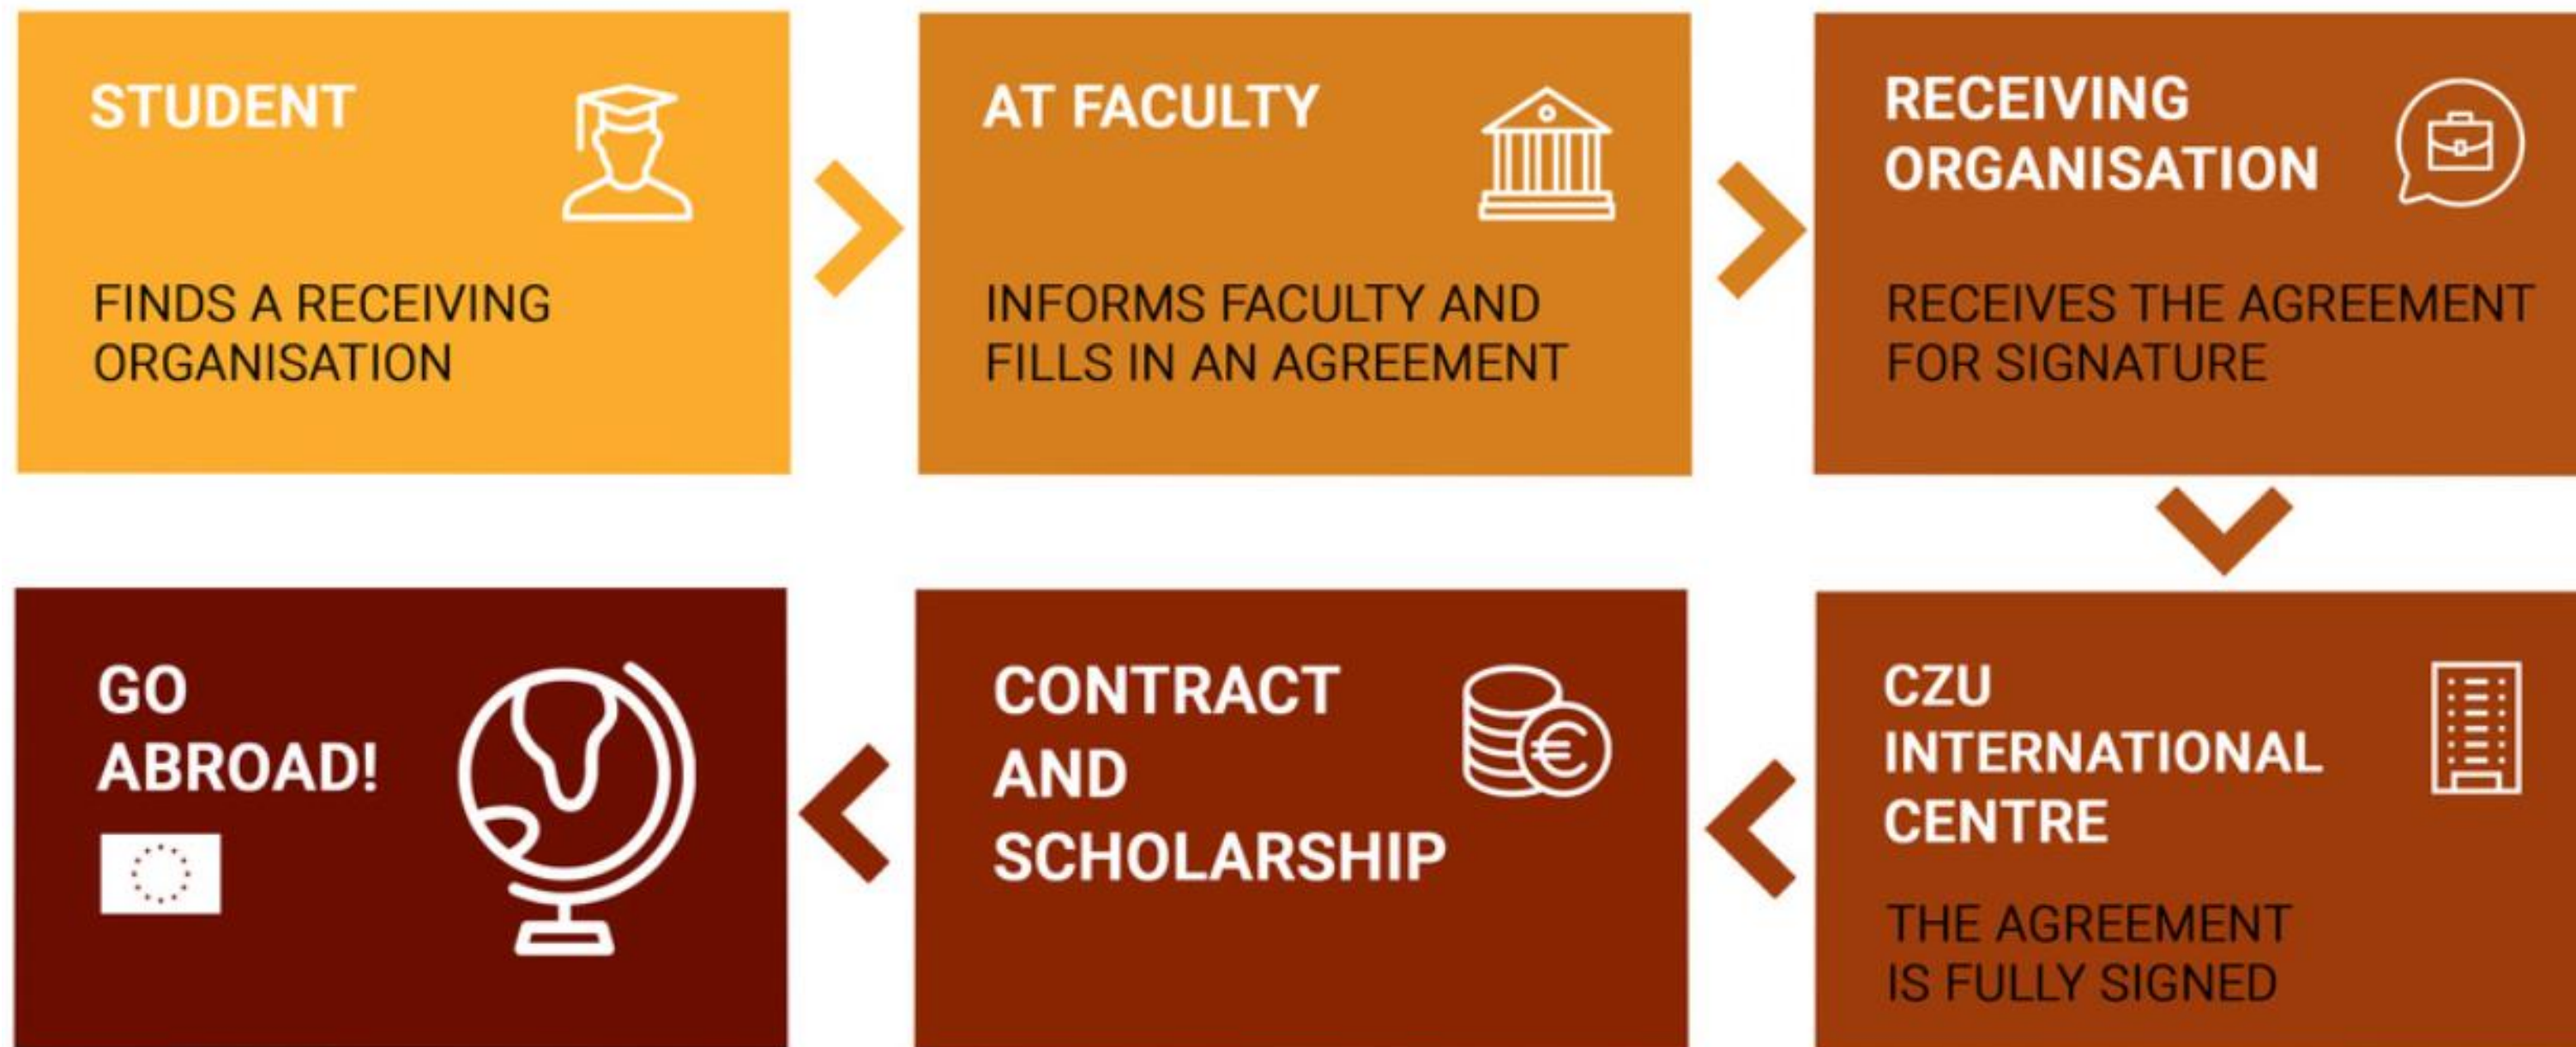 STUDENT
FINDS A RECEIVING
ORGANISATION
AT FACULTY
INFORMS FACULTY AND
FILLS IN AN AGREEMENT
RECEIVING
ORGANISATION
RECEIVES THE AGREEMENT
FOR SIGNATURE
CZU
INTERNATIONAL
CENTRE
THE AGREEMENT
IS FULLY SIGNED
CONTRACT
AND
SCHOLARSHIP
€
GO
ABROAD!